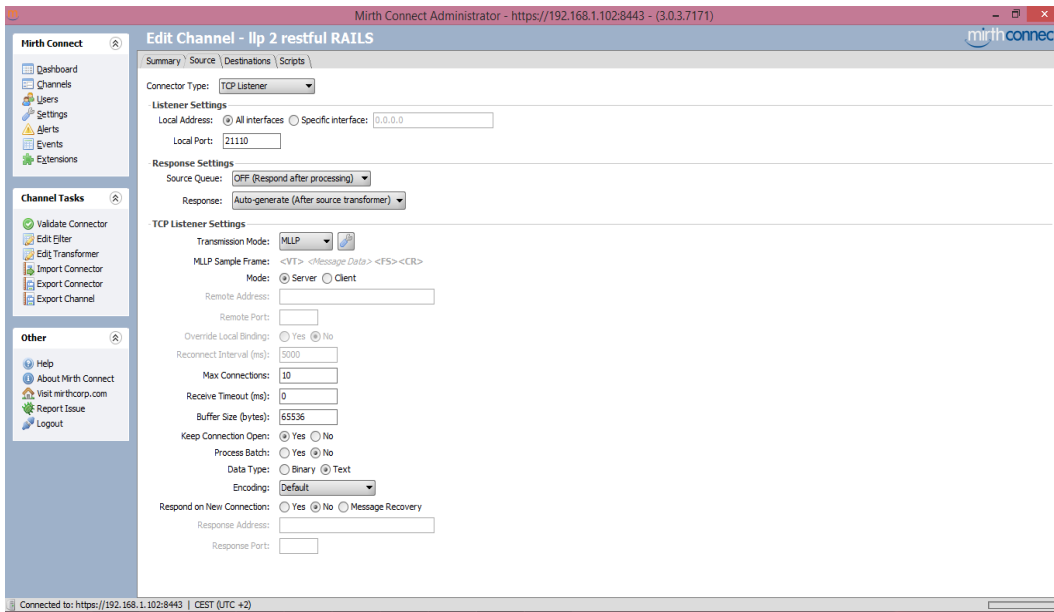 Mirth Connect Administrator - https://192.168.1.102:8443 - (3.0.3.7171)
Mirth Connect
Dashboard
Channels
Users
Settings
Alerts
Events
Extensions
Channel Tasks
Validate Connector
Edit Filter
Edit Transformer
Import Connector
Export Connector
Export Channel
Other
Help
About Mirth Connect
Visit mirthcorp.com
Report Issue
Logout
Edit Channel - llp 2 restful RAILS
mirth connec
Summary Source Destinations Scripts
Connector Type: TCP Listener
Listener Settings
Local Address: All interfaces Specific interface: 0.0.0.0
Local Port: 21110
Response Settings
Source Queue: OFF (Respond after processing)
Response: Auto-generate (After source transformer)
TCP Listener Settings
Transmission Mode: MLLP
MLLP Sample Frame: <VT> <Message Data> <FS><CR>
Mode: Server Client
Remote Address:
Remote Port:
Override Local Binding: Yes No
Reconnect Interval (ms): 5000
Max Connections: 10
Receive Timeout (ms): 0
Buffer Size (bytes): 65536
Keep Connection Open: Yes No
Process Batch: Yes No
Data Type: Binary Text
Encoding: Default
Respond on New Connection: Yes No Message Recovery
Response Address:
Response Port:
Connected to: https://192.168.1.102:8443 | CEST (UTC +2)